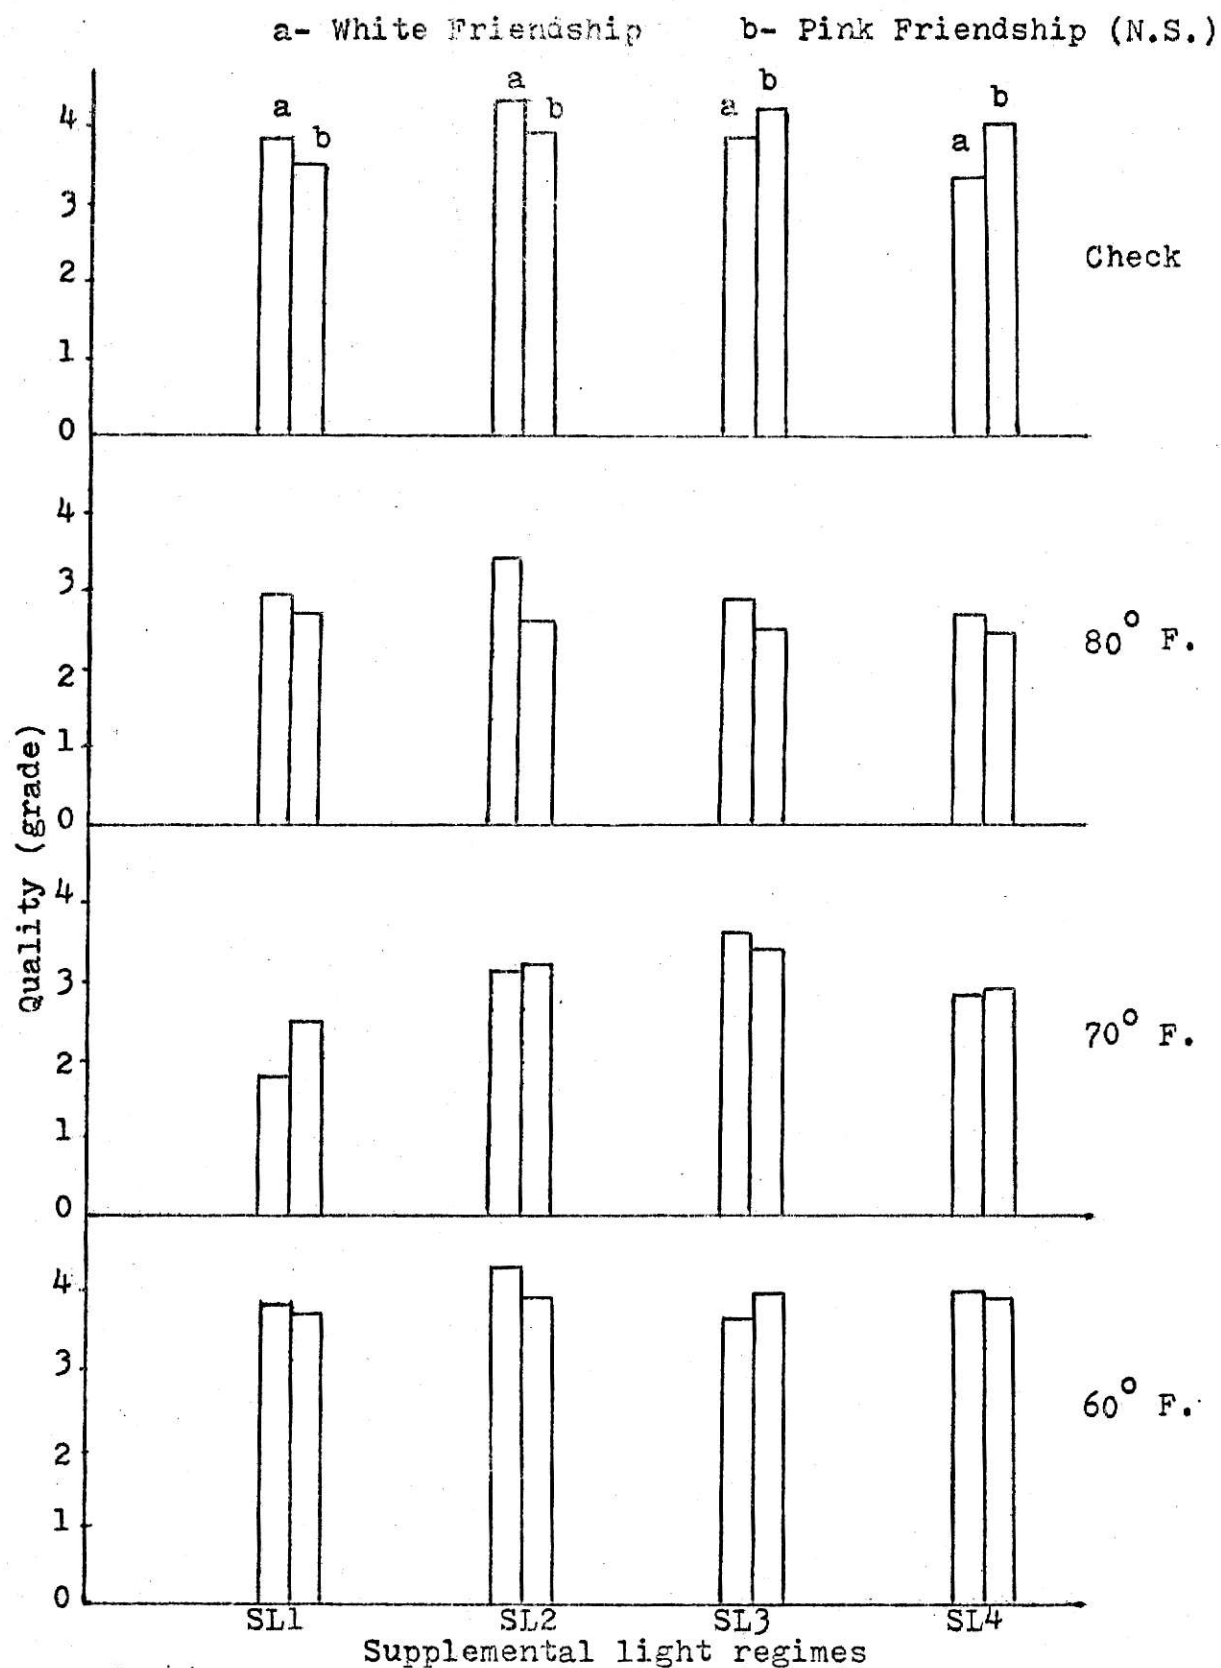 a- White Friendship b- Pink Friendship (N.S.)
a b a b a b a b
4
3
2
1
0
Check
4
3
2
1
0
80° F.
Quality (grade)
4
3
2
1
0
70° F.
4
3
2
1
0
60° F.
SL1 SL2 SL3 SL4
Supplemental light regimes